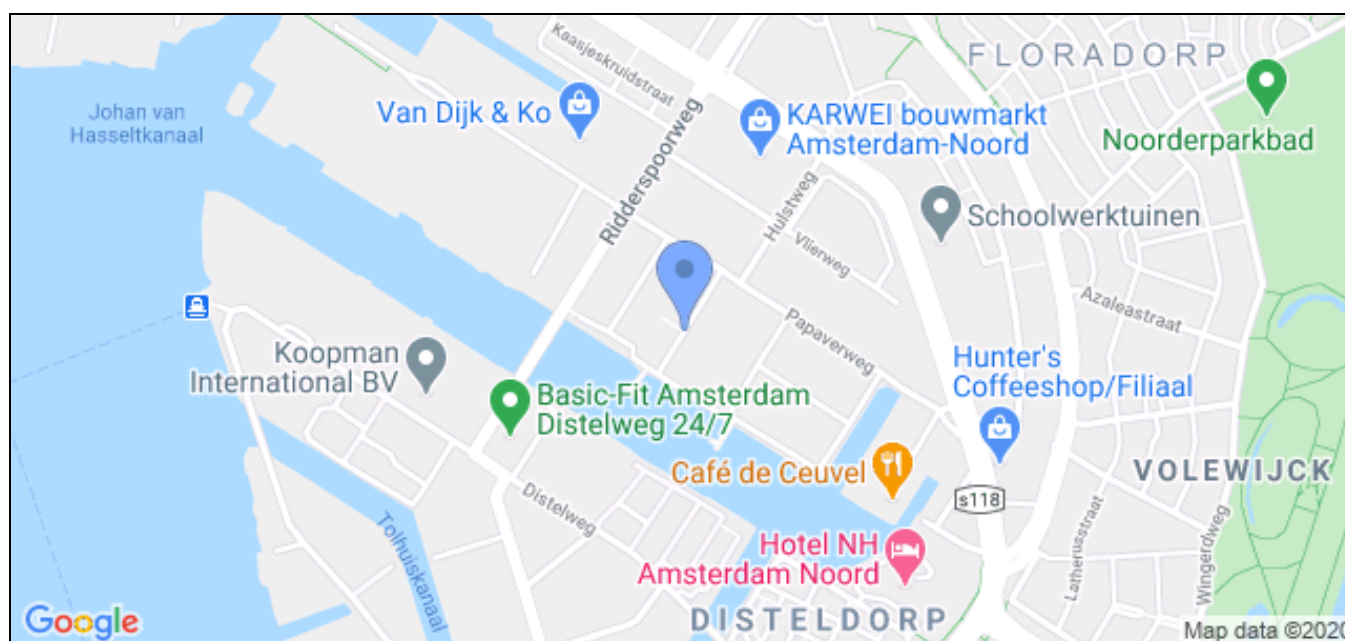 Kaasjeskruidstraat
FLORADORP
Johan van
Hasseltkanaal
Van Dijk & Ko
Ridderspoorweg
KARWEI bouwmarkt
Amsterdam-Noord
Noorderparkbad
Hulstweg
Schoolwerktuinen
Vlierweg
Azaleastraat
Papaverweg
Koopman
International BV
Hunter's
Coffeeshop/Filiaal
Basic-Fit Amsterdam
Distelweg 24/7
Café de Ceuvel
VOLEWIJCK
s118
Distelweg
Tolhuiskanaal
Hotel NH
Amsterdam Noord
Latherusstraat
Wingerdweg
DISTELDORP
Google
Map data ©2020